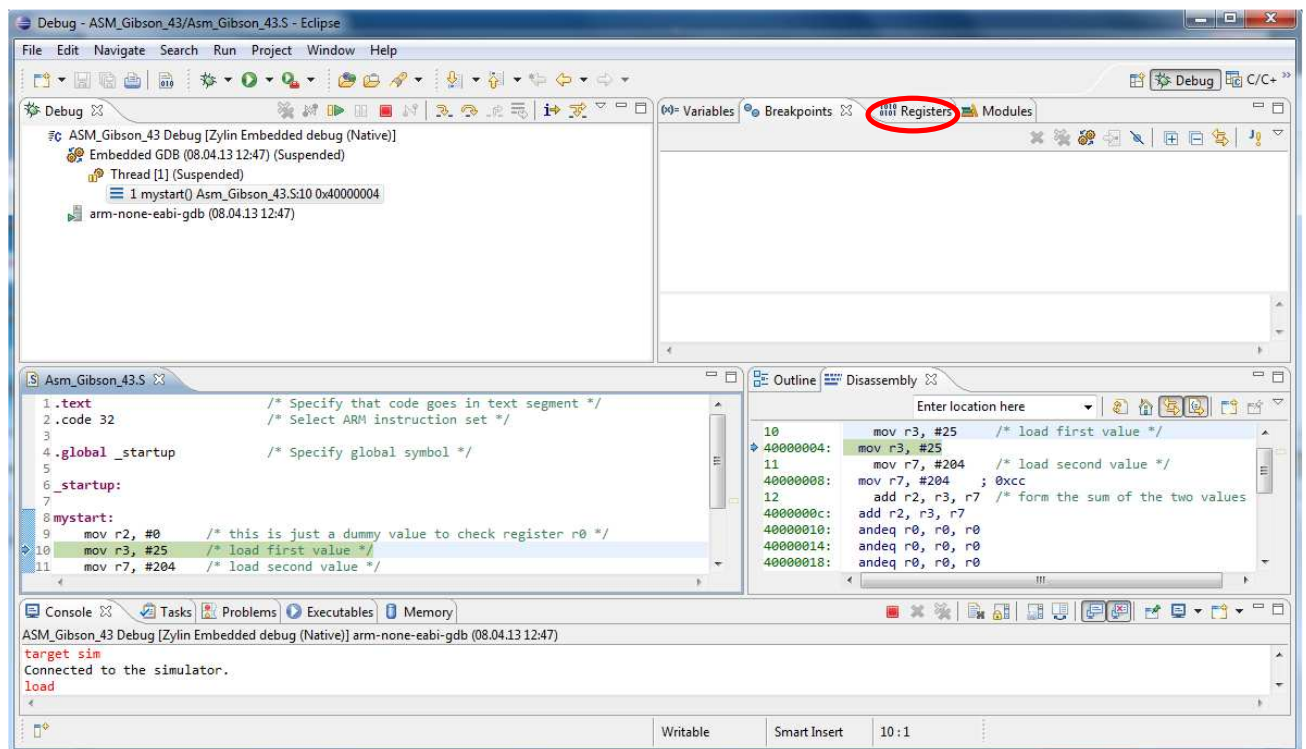 Debug - ASM_Gibson_43/Asm_Gibson_43.S - Eclipse
File Edit Navigate Search Run Project Window Help
Debug C/C+ »
Debug
ASM_Gibson_43 Debug [Zylin Embedded debug (Native)]
Embedded GDB (08.04.13 12:47) (Suspended)
Thread [1] (Suspended)
1 mystart() Asm_Gibson_43.S:10 0x40000004
arm-none-eabi-gdb (08.04.13 12:47)
(x)= Variables Breakpoints Registers Modules
Asm_Gibson_43.S
1 .text /* Specify that code goes in text segment */
2 .code 32 /* Select ARM instruction set */
3
4 .global _startup /* Specify global symbol */
5
6 _startup:
7
8 mystart:
9 mov r2, #0 /* this is just a dummy value to check register r0 */
10 mov r3, #25 /* load first value */
11 mov r7, #204 /* load second value */
Outline Disassembly
Enter location here
10 mov r3, #25 /* load first value */
40000004: mov r3, #25
11 mov r7, #204 /* load second value */
40000008: mov r7, #204 ; 0xcc
12 add r2, r3, r7 /* form the sum of the two values
4000000c: add r2, r3, r7
40000010: andeq r0, r0, r0
40000014: andeq r0, r0, r0
40000018: andeq r0, r0, r0
Console Tasks Problems Executables Memory
ASM_Gibson_43 Debug [Zylin Embedded debug (Native)] arm-none-eabi-gdb (08.04.13 12:47)
target sim
Connected to the simulator.
load
Writable Smart Insert 10 : 1